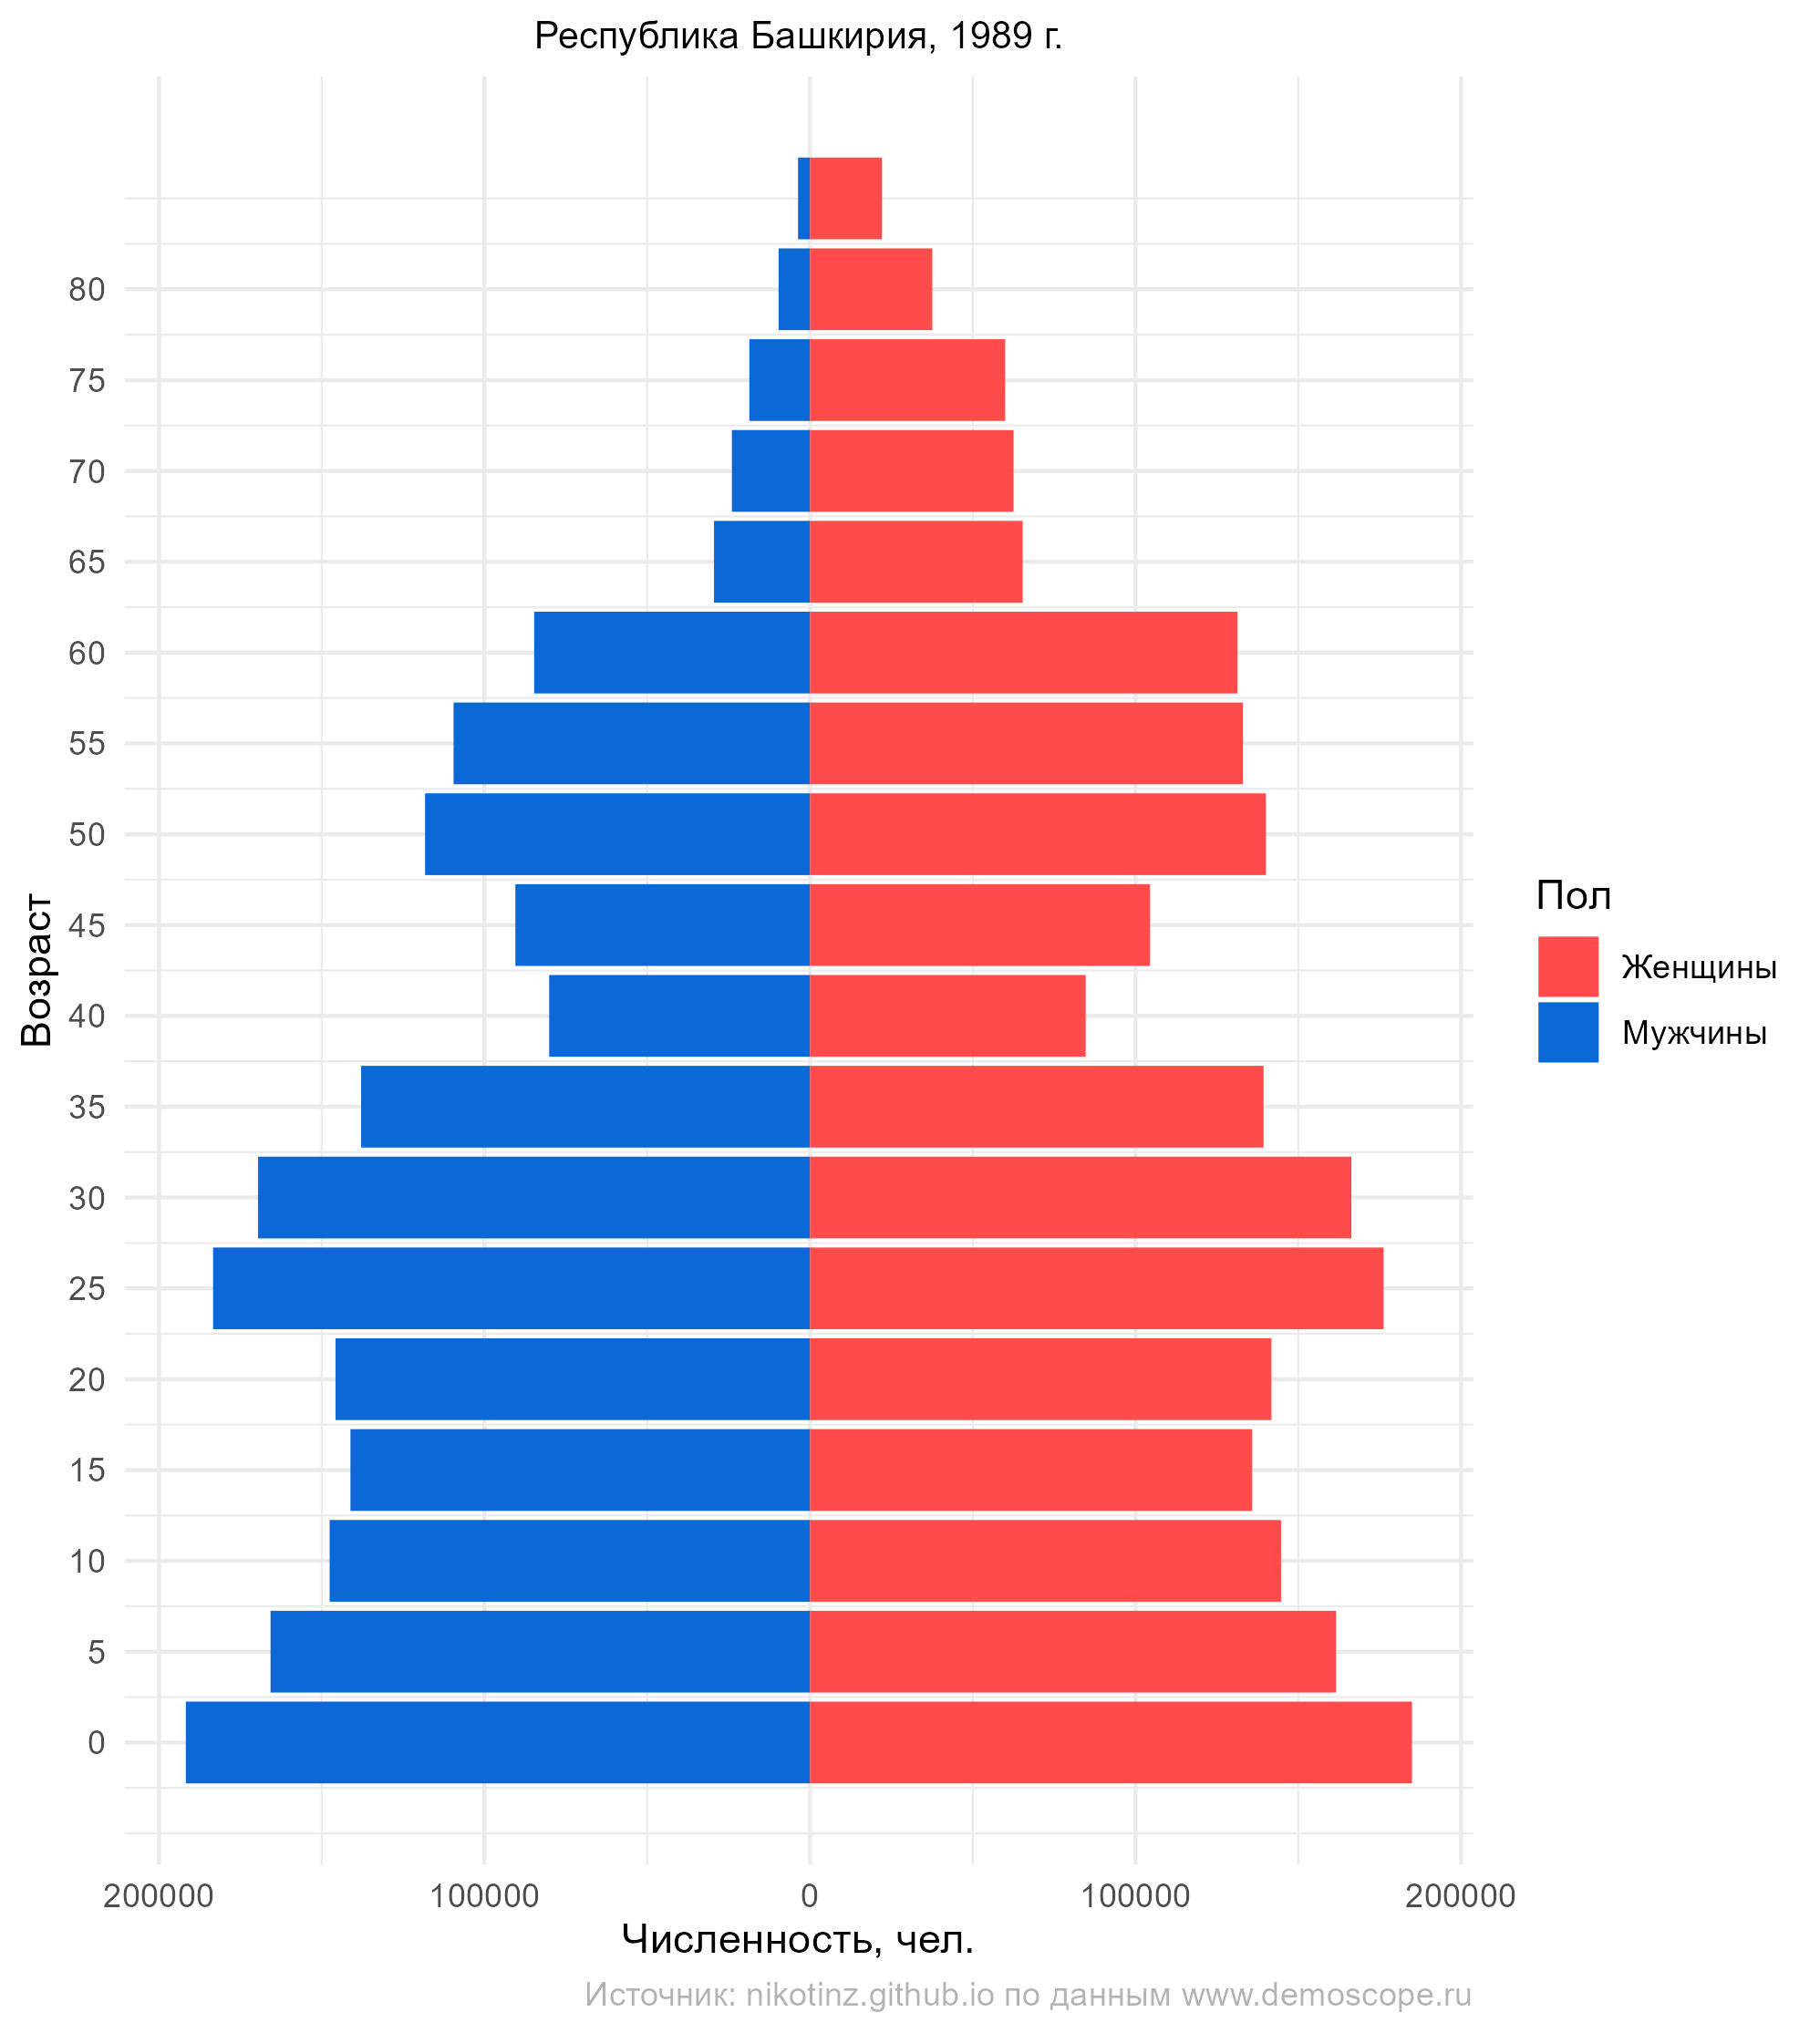 Республика Башкирия, 1989 г.
80
75
70
65
60
55
50
45
40
35
30
25
20
15
10
5
0
Возраст
200000 100000 0 100000 200000
Численность, чел.
Пол
Женщины
Мужчины
Источник: nikotinz.github.io по данным www.demoscope.ru